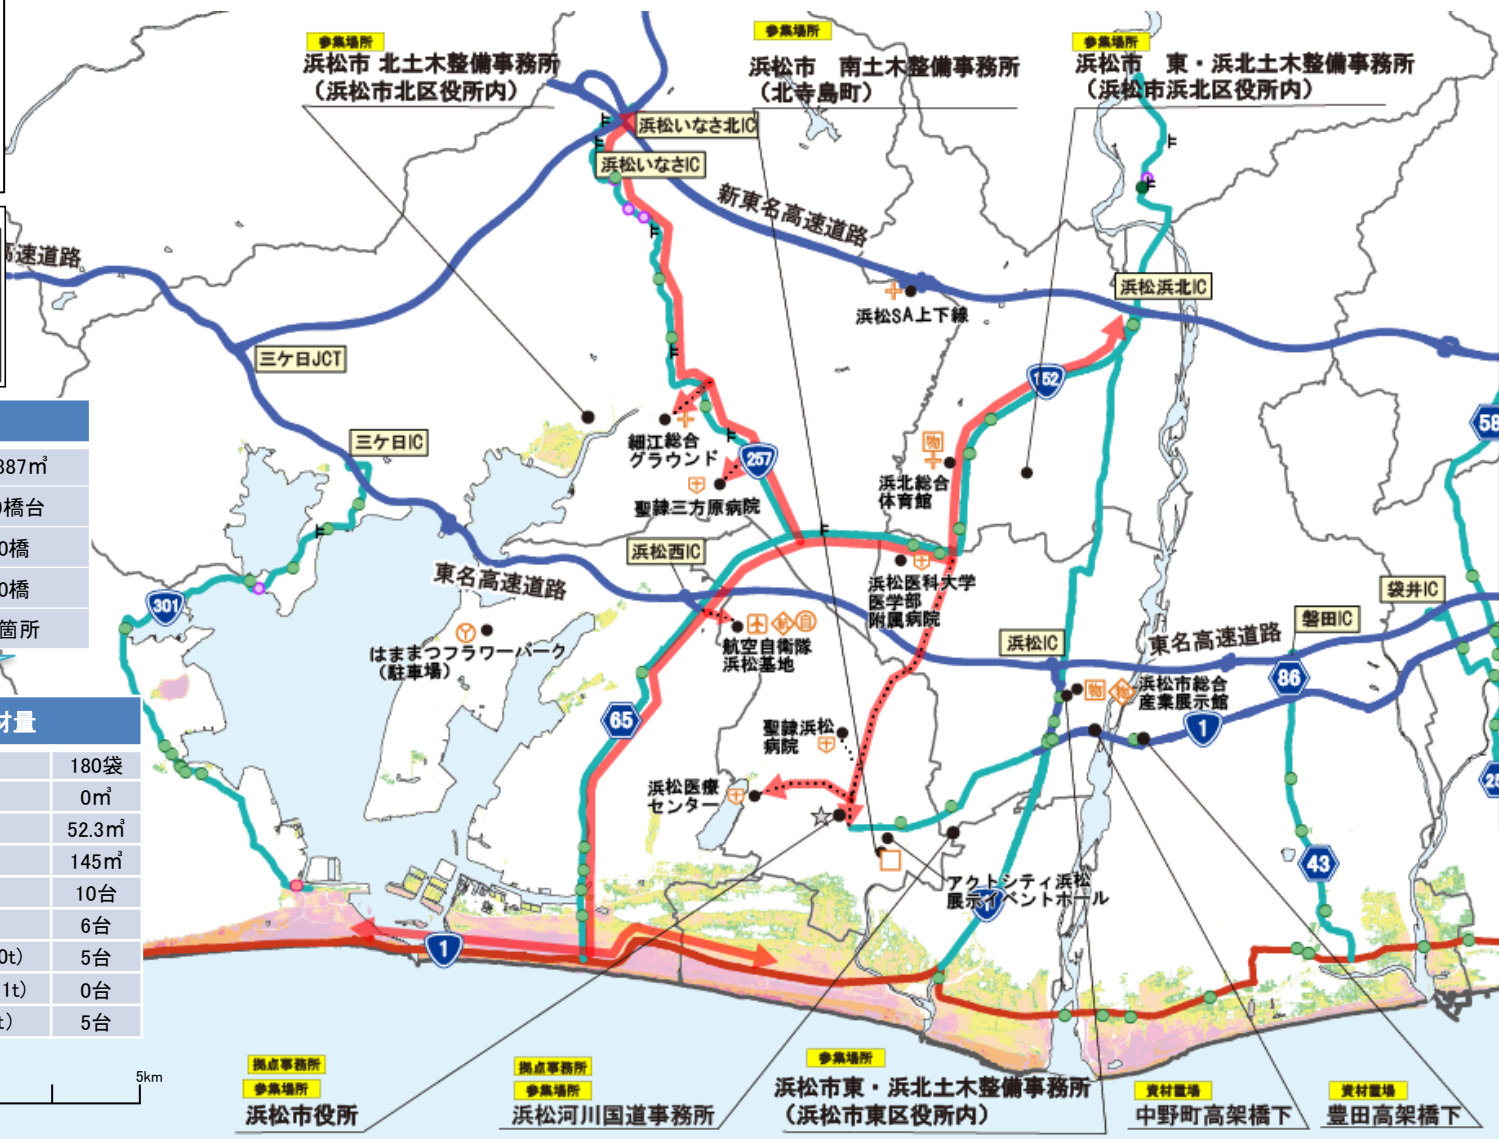 参集場所
浜松市 北土木整備事務所
（浜松市北区役所内）
参集場所
浜松市　南土木整備事務所
（北寺島町）
参集場所
浜松市　東・浜北土木整備事務所
（浜松市浜北区役所内）
浜松いなさ北IC
浜松いなさIC
新東名高速道路
高速道路
浜松浜北IC
浜松SA上下線
三ケ日JCT
152
58
三ケ日IC
細江総合
グラウンド
257
物
浜北総合
体育館
聖隷三方原病院
浜松西IC
東名高速道路
浜松医科大学
医学部
附属病院
袋井IC
301
磐田IC
浜松IC
東名高速道路
はままつフラワーパーク
（駐車場）
航空自衛隊
浜松基地
86
物
物
浜松市総合
産業展示館
65
1
聖隷浜松
病院
浜松医療
センター
43
アクトシティ浜松
展示イベントホール
1
387㎡
橋台
0橋
0橋
箇所
材量
180袋
0㎡
52.3㎡
145㎡
10台
6台
0t）
5台
1t）
0台
t）
5台
5km
拠点事務所
参集場所
浜松市役所
拠点事務所
参集場所
浜松河川国道事務所
参集場所
浜松市東・浜北土木整備事務所
（浜松市東区役所内）
資材置場
中野町高架橋下
資材置場
豊田高架橋下